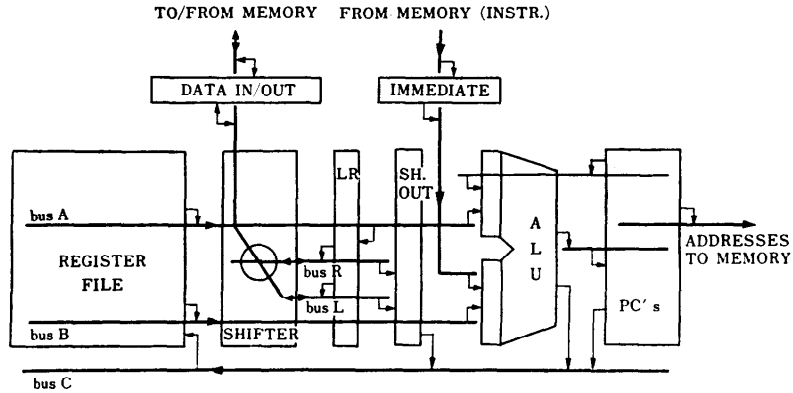 TO/FROM MEMORY
FROM MEMORY (INSTR.)
DATA IN/OUT
IMMEDIATE
LR
SH.
OUT
bus A
A
L
U
ADDRESSES
TO MEMORY
REGISTER
FILE
bus R
bus L
PC's
bus B
SHIFTER
bus C